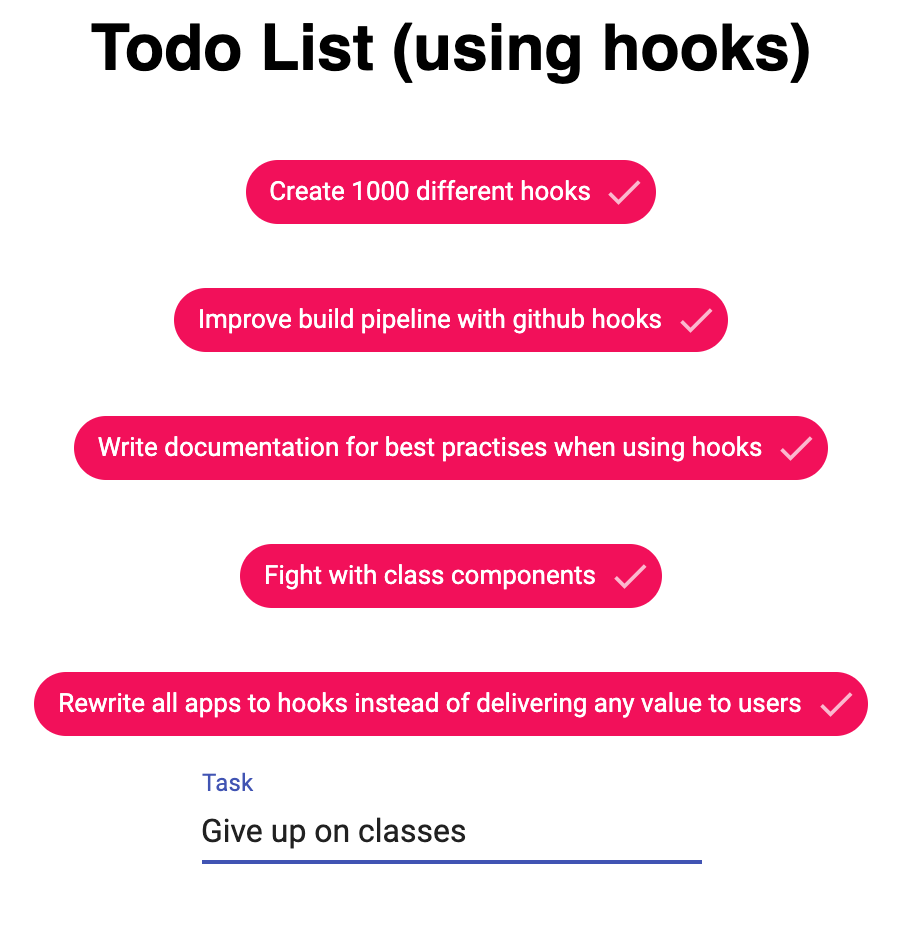 Todo List (using hooks)
Create 1000 different hooks
Improve build pipeline with github hooks
Write documentation for best practises when using hooks
Fight with class components
Rewrite all apps to hooks instead of delivering any value to users
Task
Give up on classes